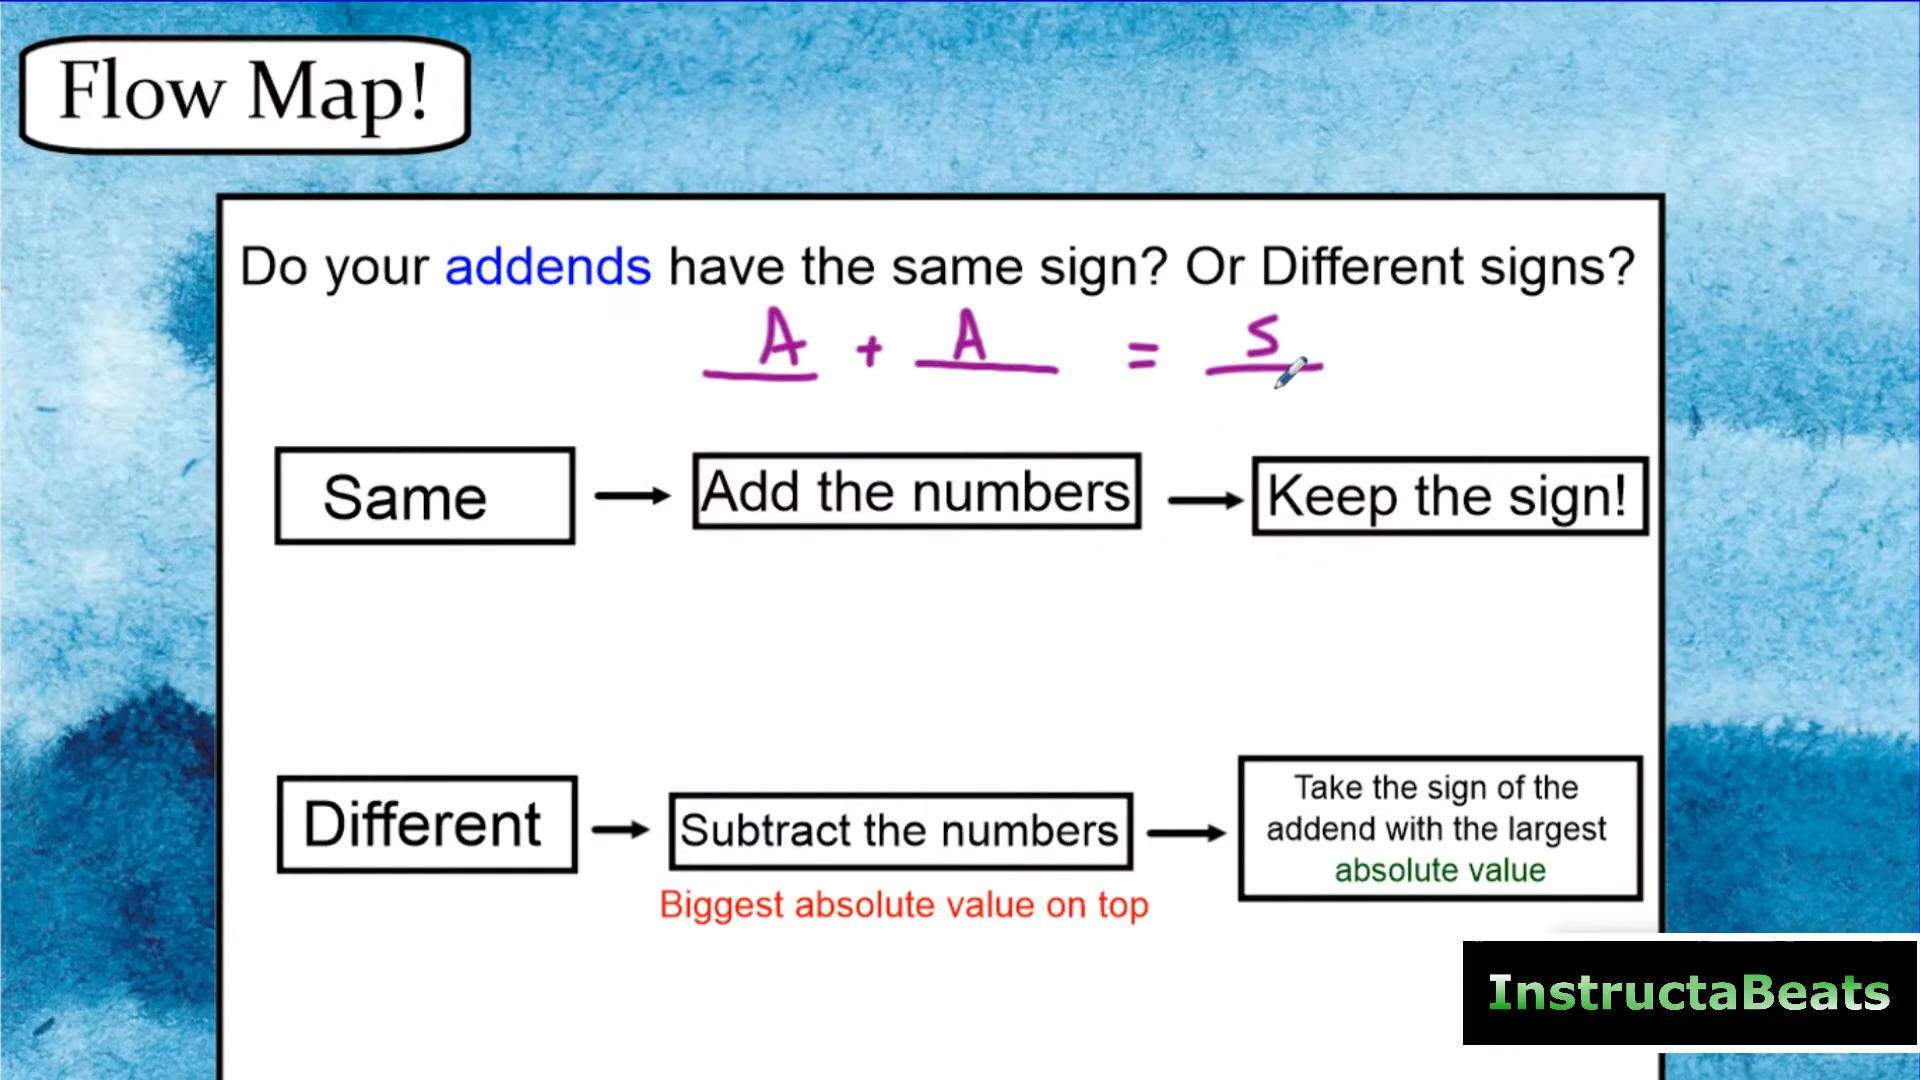 Flow Map!
Do your addends have the same sign? Or Different signs?
A + A = S
Same
Add the numbers
Keep the sign!
Different
Subtract the numbers
Biggest absolute value on top
Take the sign of the
addend with the largest
absolute value
InstructaBeats